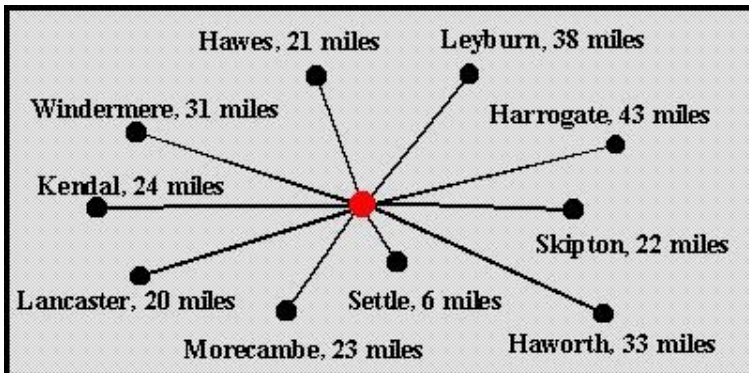 Hawes, 21 miles
Leyburn, 38 miles
Windermere, 31 miles
Harrogate, 43 miles
Kendal, 24 miles
Skipton, 22 miles
Lancaster, 20 miles
Settle, 6 miles
Morecambe, 23 miles
Haworth, 33 miles